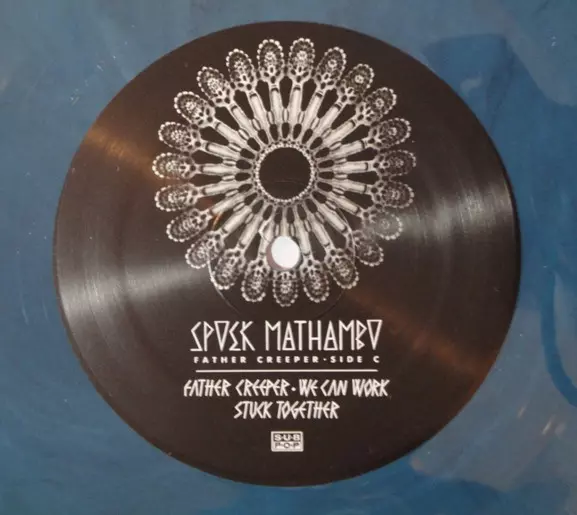 SPOEK MATHAMBO
FATHER CREEPER · SIDE C
FATHER CREEPER · WE CAN WORK
STUCK TOGETHER
SUB
POP